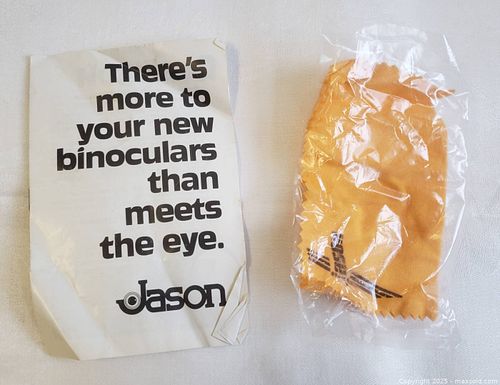 There's
more to
your new
binoculars
than
meets
the eye.
Jason
Copyright 2025 - maxsold.com